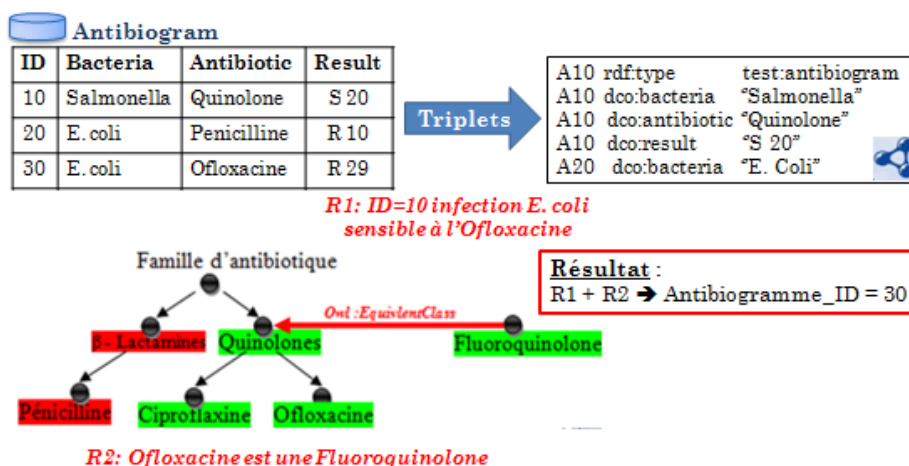 Antibiogram
ID Bacteria Antibiotic Result
10 Salmonella Quinolone S 20
20 E. coli Penicilline R 10
30 E. coli Ofloxacine R 29
Triplets
A10 rdf:type test:antibiogram
A10 dco:bacteria "Salmonella"
A10 dco:antibiotic "Quinolone"
A10 dco:result "S 20"
A20 dco:bacteria "E. Coli"
R1: ID=10 infection E. coli
sensible à l'Ofloxacine
Famille d'antibiotique
Owl :EquivlentClass
β - Lactamines Quinolones Fluoroquinolone
Pénicilline Ciproflaxine Ofloxacine
Résultat :
R1 + R2 ➔ Antibiogramme_ID = 30
R2: Ofloxacine est une Fluoroquinolone